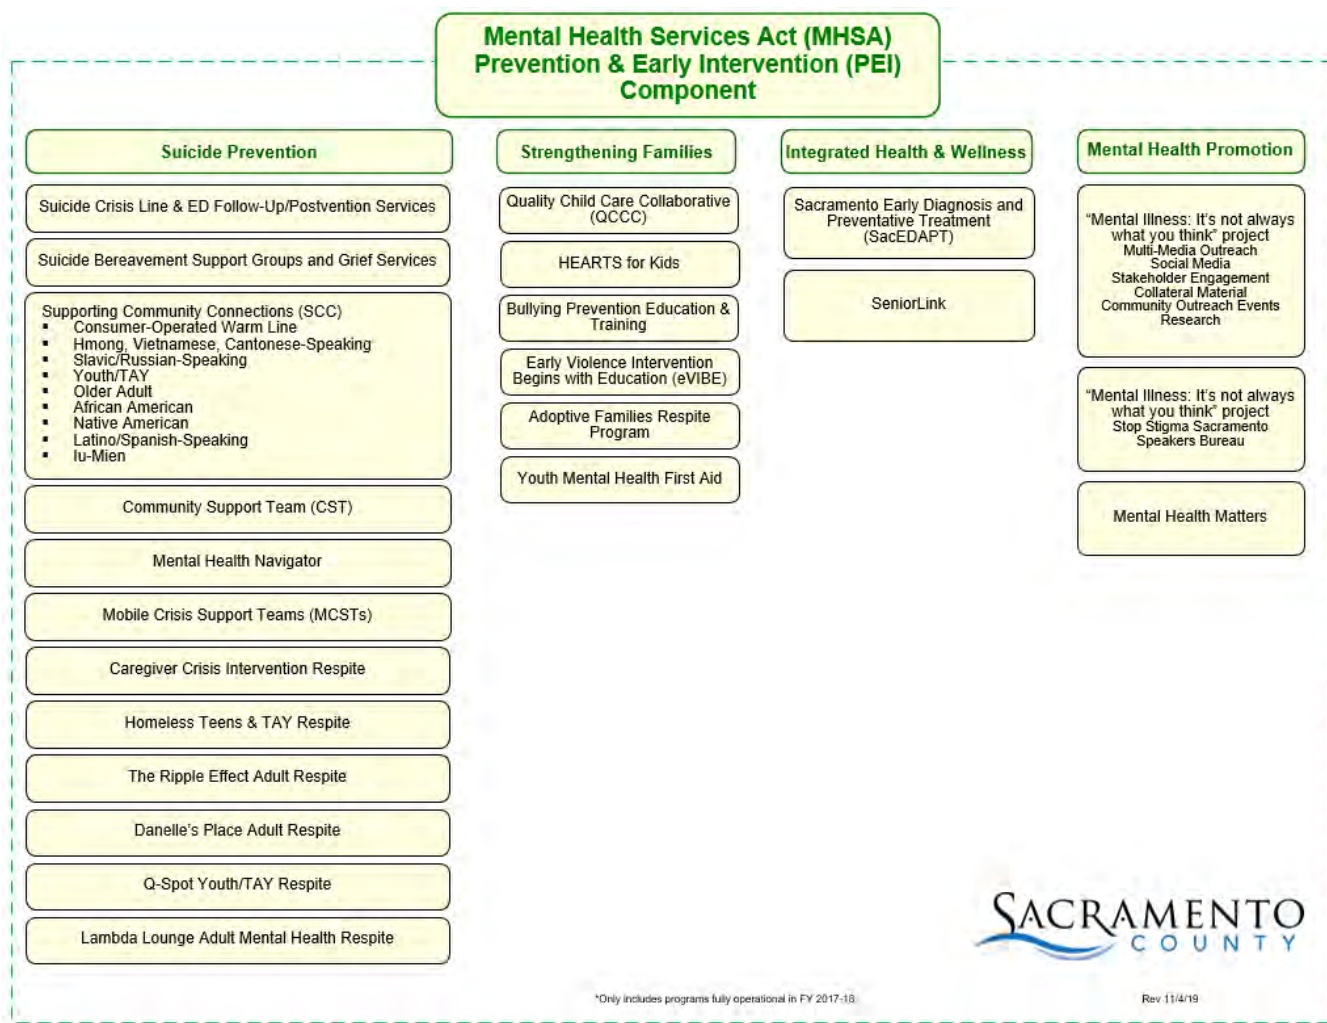 Mental Health Services Act (MHSA)
Prevention & Early Intervention (PEI)
Component
Suicide Prevention
Suicide Crisis Line & ED Follow-Up/Postvention Services
Suicide Bereavement Support Groups and Grief Services
Supporting Community Connections (SCC)
▪ Consumer-Operated Warm Line
▪ Hmong, Vietnamese, Cantonese-Speaking
▪ Slavic/Russian-Speaking
▪ Youth/TAY
▪ Older Adult
▪ African American
▪ Native American
▪ Latino/Spanish-Speaking
▪ Iu-Mien
Community Support Team (CST)
Mental Health Navigator
Mobile Crisis Support Teams (MCSTs)
Caregiver Crisis Intervention Respite
Homeless Teens & TAY Respite
The Ripple Effect Adult Respite
Danelle's Place Adult Respite
Q-Spot Youth/TAY Respite
Lambda Lounge Adult Mental Health Respite
Strengthening Families
Quality Child Care Collaborative
(QCCC)
HEARTS for Kids
Bullying Prevention Education &
Training
Early Violence Intervention
Begins with Education (eVIBE)
Adoptive Families Respite
Program
Youth Mental Health First Aid
Integrated Health & Wellness
Sacramento Early Diagnosis and
Preventative Treatment
(SacEDAPT)
SeniorLink
Mental Health Promotion
"Mental Illness: It's not always
what you think" project
Multi-Media Outreach
Social Media
Stakeholder Engagement
Collateral Material
Community Outreach Events
Research
"Mental Illness: It's not always
what you think" project
Stop Stigma Sacramento
Speakers Bureau
Mental Health Matters
SACRAMENTO
COUNTY
*Only includes programs fully operational in FY 2017-18
Rev 11/4/19